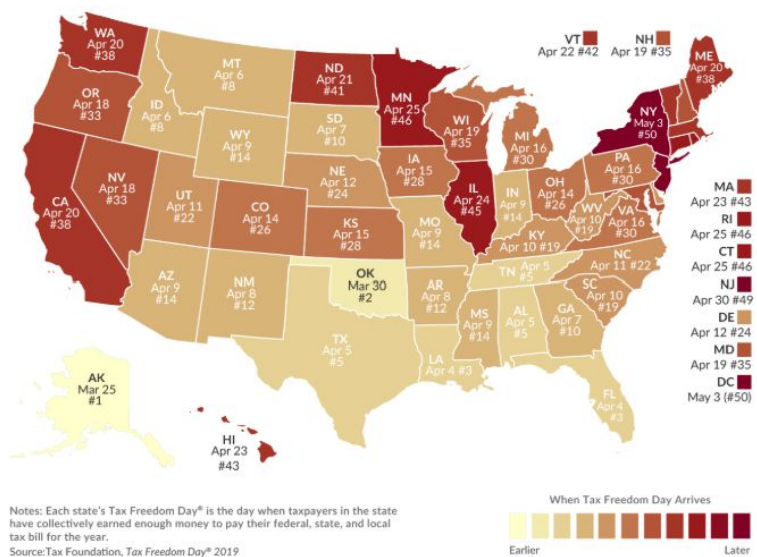 WA
Apr 20
#38
OR
Apr 18
#33
CA
Apr 20
#38
NV
Apr 18
#33
ID
Apr 6
#8
MT
Apr 6
#8
WY
Apr 9
#14
UT
Apr 11
#22
CO
Apr 14
#26
AZ
Apr 9
#14
NM
Apr 8
#12
ND
Apr 21
#41
SD
Apr 7
#10
NE
Apr 12
#24
KS
Apr 15
#28
OK
Mar 30
#2
TX
Apr 5
#5
MN
Apr 25
#46
IA
Apr 15
#28
MO
Apr 9
#14
AR
Apr 8
#12
LA
Apr 4 #3
WI
Apr 19
#35
IL
Apr 24
#45
MI
Apr 16
#30
IN
Apr 9
#14
OH
Apr 14
#26
KY
Apr 10 #19
TN Apr 5
#5
MS
Apr 9
#14
AL
Apr 5
#5
GA
Apr 7
#10
FL
Apr 4
#3
SC
Apr 10
#19
NC
Apr 11 #22
VA
Apr 16
#30
WV
Apr 10
#19
PA
Apr 16
#30
NY
May 3
#50
VT
Apr 22 #42
NH
Apr 19 #35
ME
Apr 20
#38
MA
Apr 23 #43
RI
Apr 25 #46
CT
Apr 25 #46
NJ
Apr 30 #49
DE
Apr 12 #24
MD
Apr 19 #35
DC
May 3 (#50)
AK
Mar 25
#1
HI
Apr 23
#43
Notes: Each state's Tax Freedom Day® is the day when taxpayers in the state
have collectively earned enough money to pay their federal, state, and local
tax bill for the year.
Source:Tax Foundation, Tax Freedom Day® 2019
When Tax Freedom Day Arrives
Earlier
Later